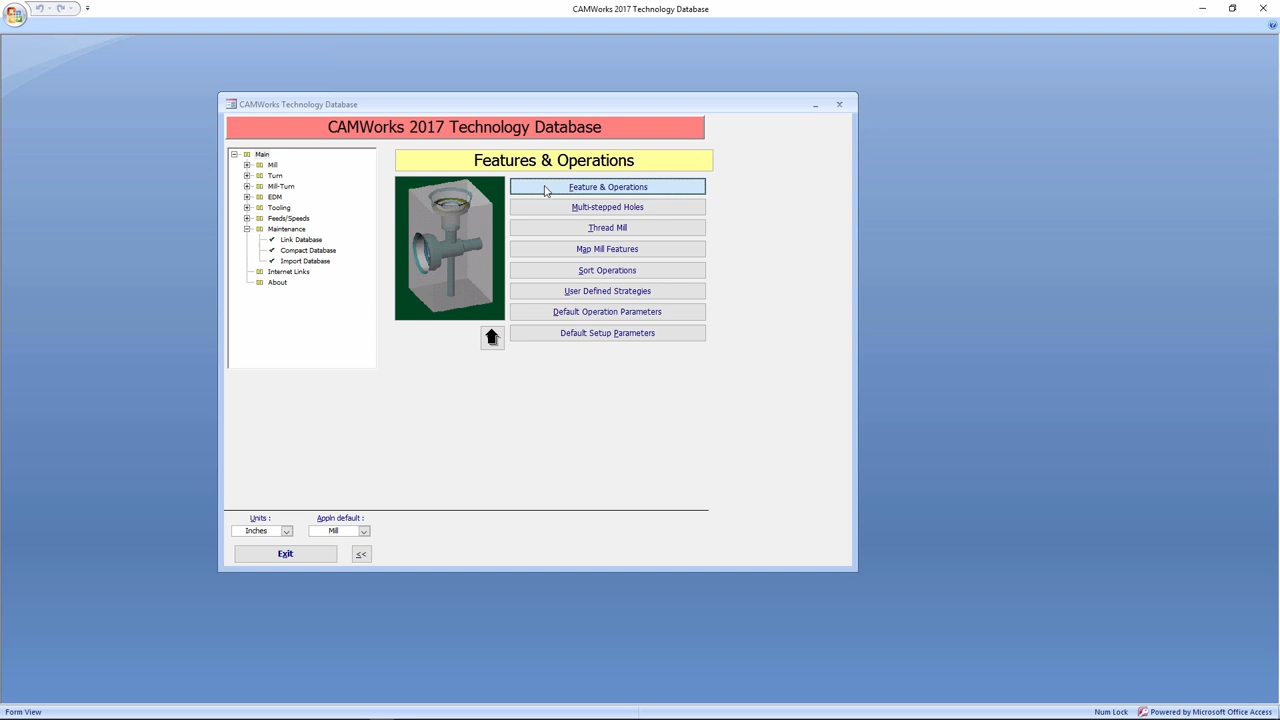 CAMWorks 2017 Technology Database
CAMWorks Technology Database
CAMWorks 2017 Technology Database
Main
Mill
Turn
Mill-Turn
EDM
Tooling
Feeds/Speeds
Maintenance
Link Database
Compact Database
Import Database
Internet Links
About
Features & Operations
Feature & Operations
Multi-stepped Holes
Thread Mill
Map Mill Features
Sort Operations
User Defined Strategies
Default Operation Parameters
Default Setup Parameters
Units :
Appln default :
Inches
Mill
Exit
<<
Form View
Num Lock
Powered by Microsoft Office Access